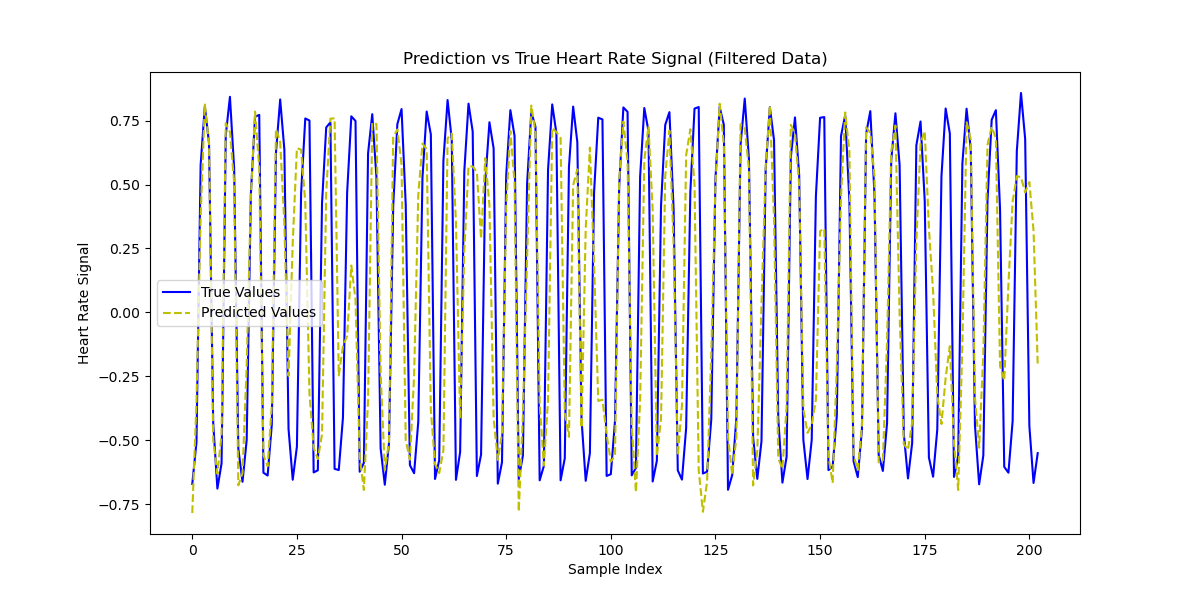 Prediction vs True Heart Rate Signal (Filtered Data)
0.75
0.50
0.25
0.00
−0.25
−0.50
−0.75
Heart Rate Signal
True Values
Predicted Values
0 25 50 75 100 125 150 175 200
Sample Index